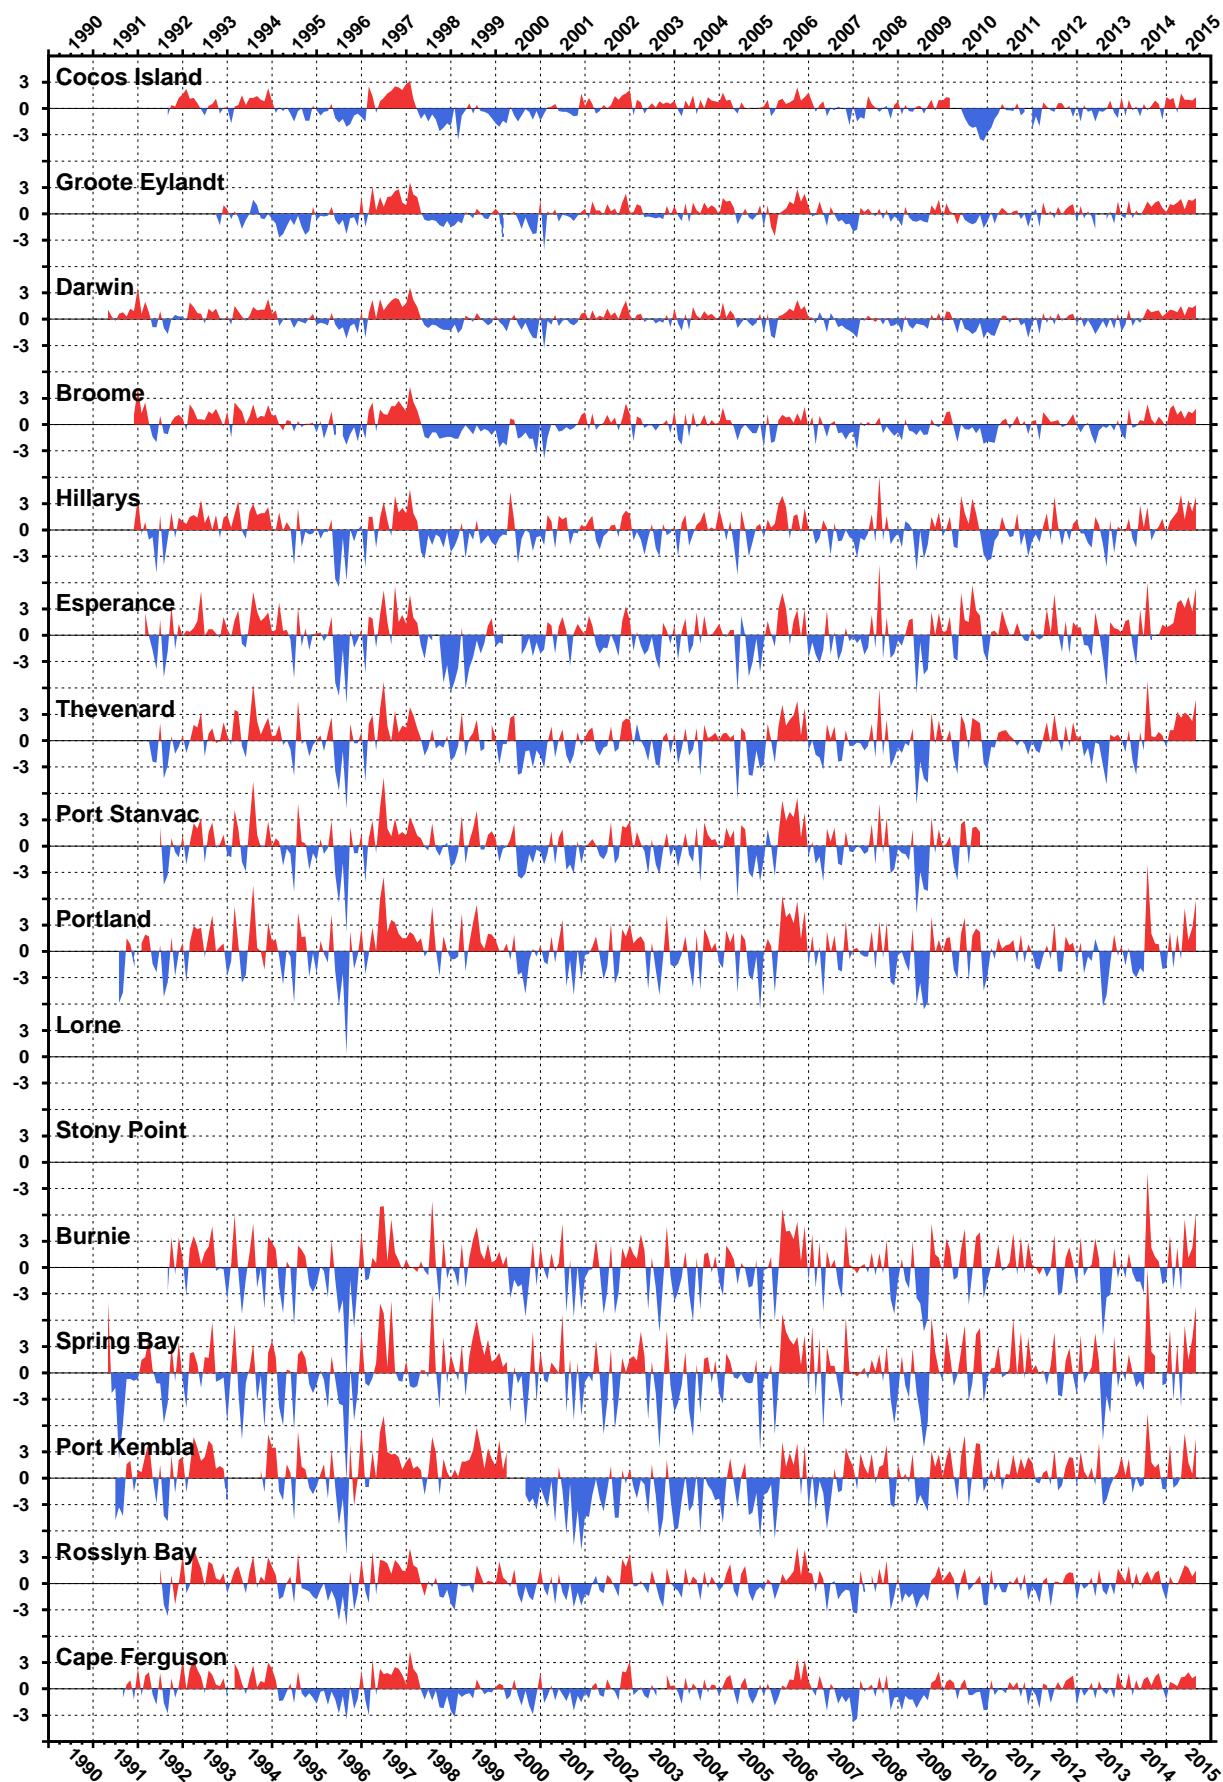 1990 1991 1992 1993 1994 1995 1996 1997 1998 1999 2000 2001 2002 2003 2004 2005 2006 2007 2008 2009 2010 2011 2012 2013 2014 2015
Cocos Island
3
0
-3
Groote Eylandt
3
0
-3
Darwin
3
0
-3
Broome
3
0
-3
Hillarys
3
0
-3
Esperance
3
0
-3
Thevenard
3
0
-3
Port Stanvac
3
0
-3
Portland
3
0
-3
Lorne
3
0
-3
Stony Point
3
0
-3
Burnie
3
0
-3
Spring Bay
3
0
-3
Port Kembla
3
0
-3
Rosslyn Bay
3
0
-3
Cape Ferguson
3
0
-3
1990 1991 1992 1993 1994 1995 1996 1997 1998 1999 2000 2001 2002 2003 2004 2005 2006 2007 2008 2009 2010 2011 2012 2013 2014 2015